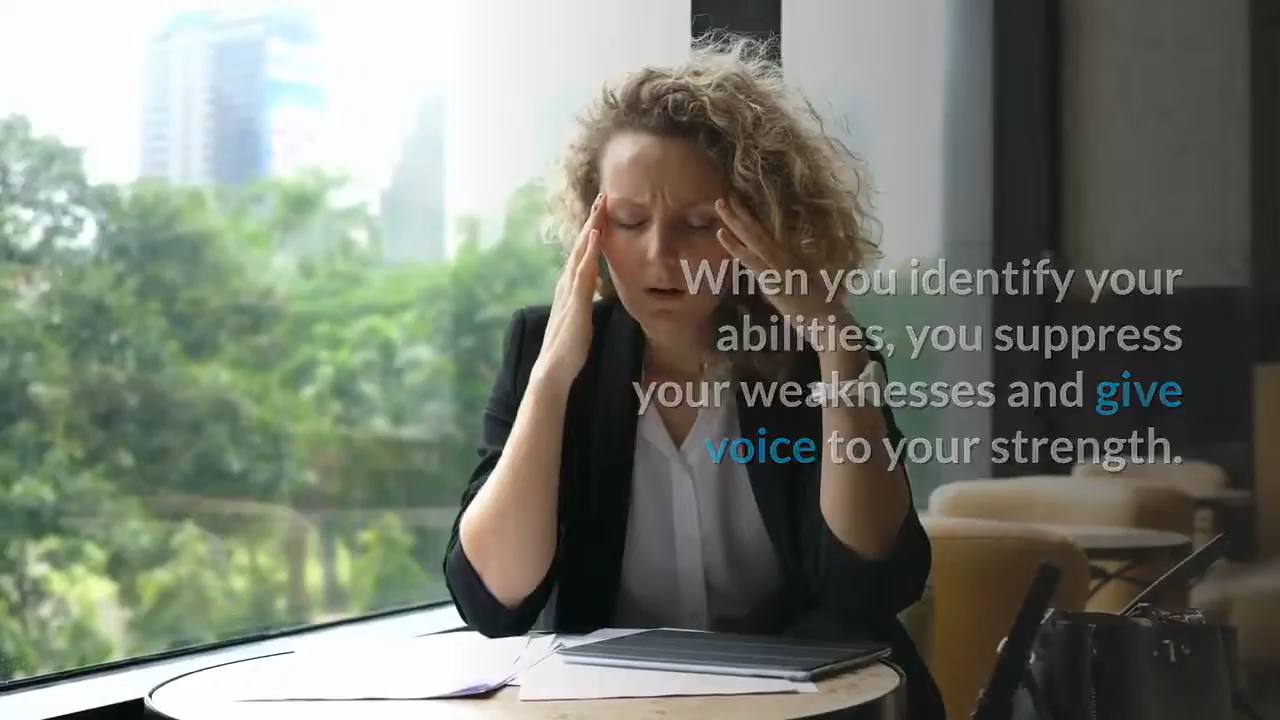 When you identify your
abilities, you suppress
your weaknesses and give
voice to your strength.